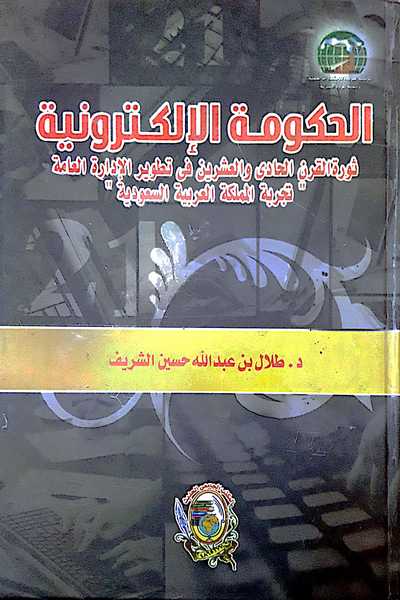 الحكومة الإلكترونية
ثورة القرن الحادى والعشرين فى تطوير الإدارة العامة
" تجربة المملكة العربية السعودية "
د. طلال بن عبدالله حسين الشريف